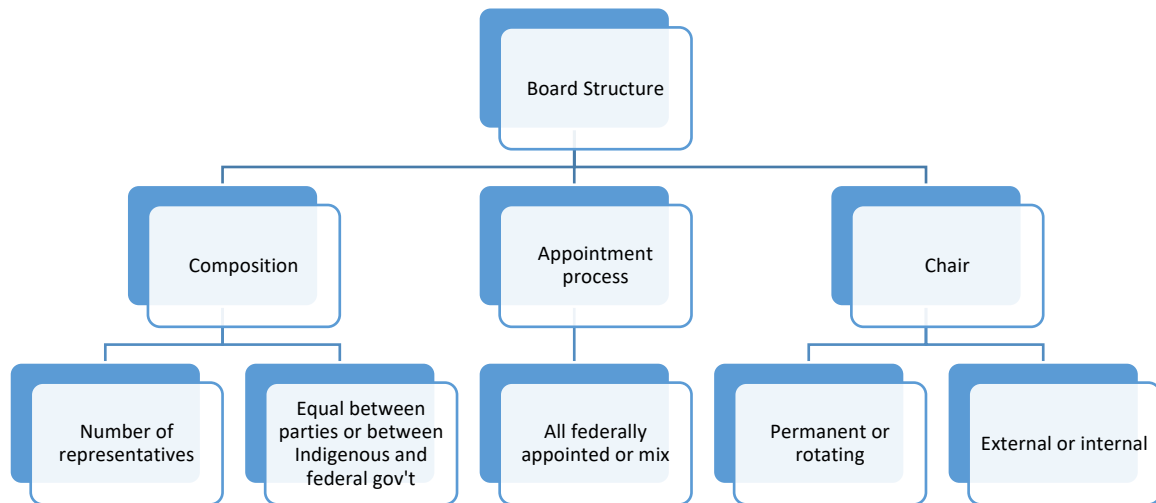 Board Structure
Composition
Appointment
process
Chair
Number of
representatives
Equal between
parties or between
Indigenous and
federal gov't
All federally
appointed or mix
Permanent or
rotating
External or internal